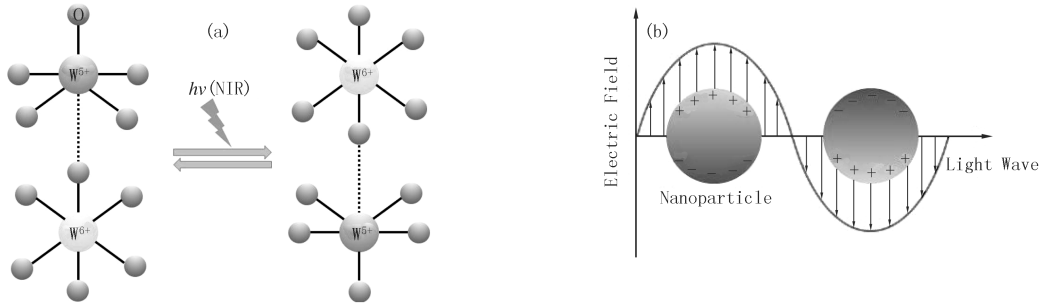 O
(a)
W⁵⁺
W⁶⁺
hν(NIR)
W⁶⁺
W⁵⁺
(b)
Electric Field
+ + + + + + +
− − − − − −
− − − − − −
+ + + + + + +
Light Wave
Nanoparticle